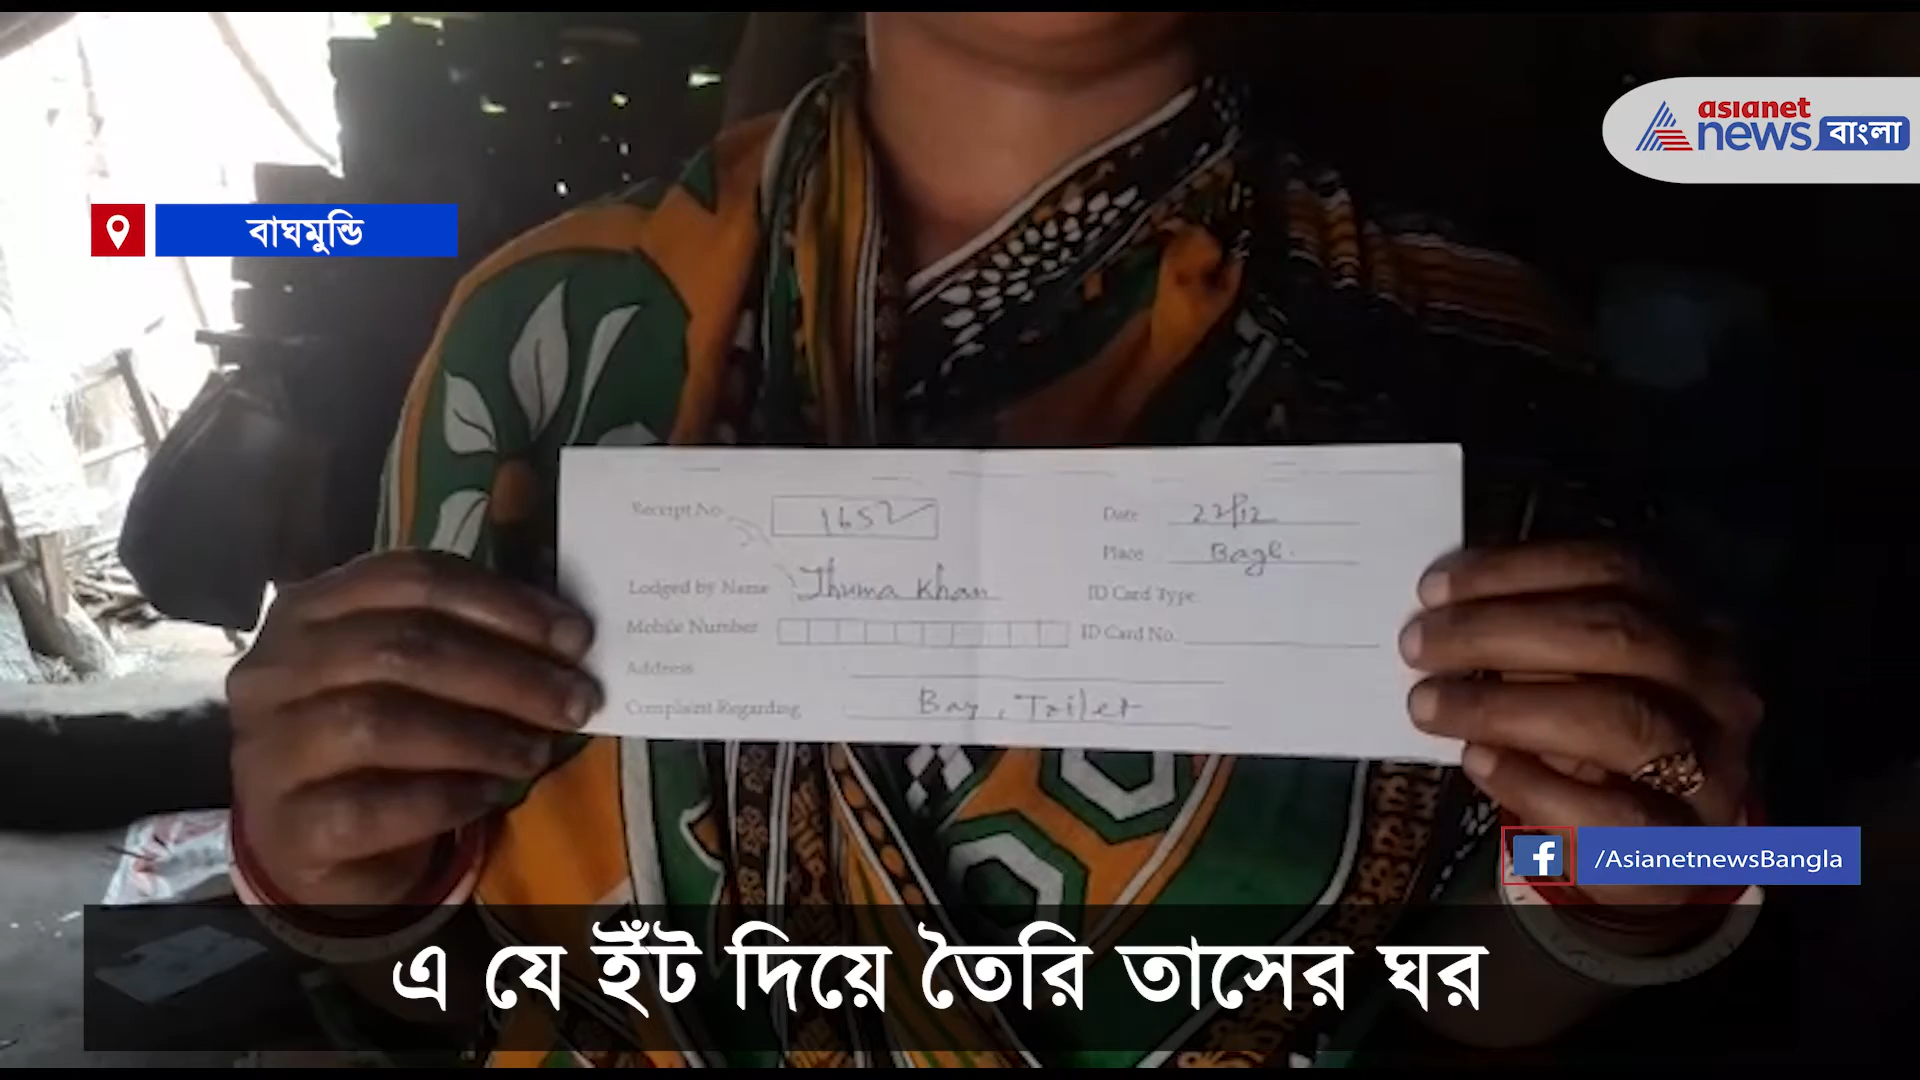 asianet
news বাংলা
বাঘমুন্ডি
Receipt No. 1652
Date 22/12
Place Bagh.
Lodged by Name Jhuma Khan
ID Card Type
Mobile Number
ID Card No.
Address
Complaint Regarding Bay, Toilet
/AsianetnewsBangla
এ যে ইঁট দিয়ে তৈরি তাসের ঘর